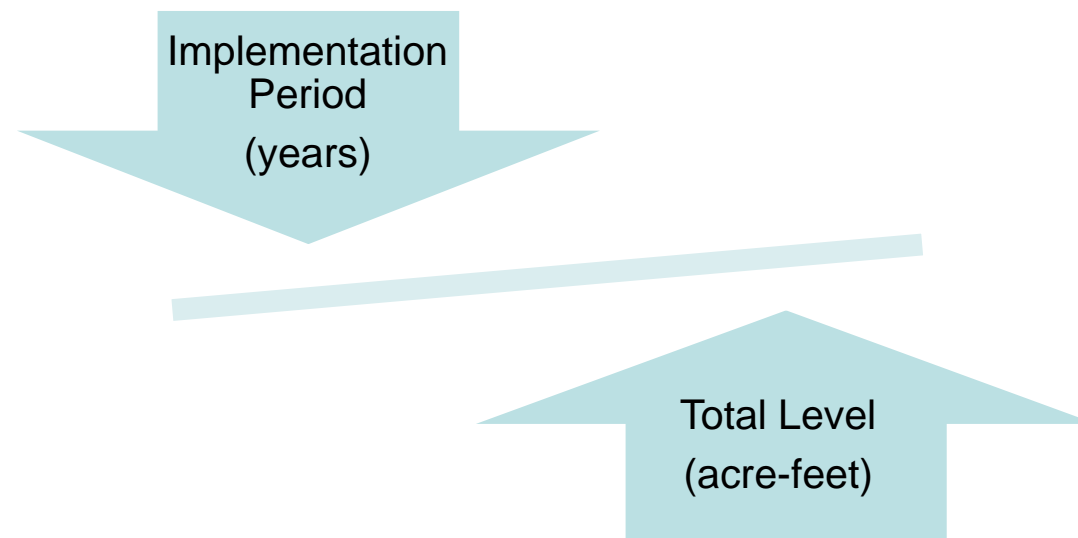 Implementation
Period
(years)
Total Level
(acre-feet)